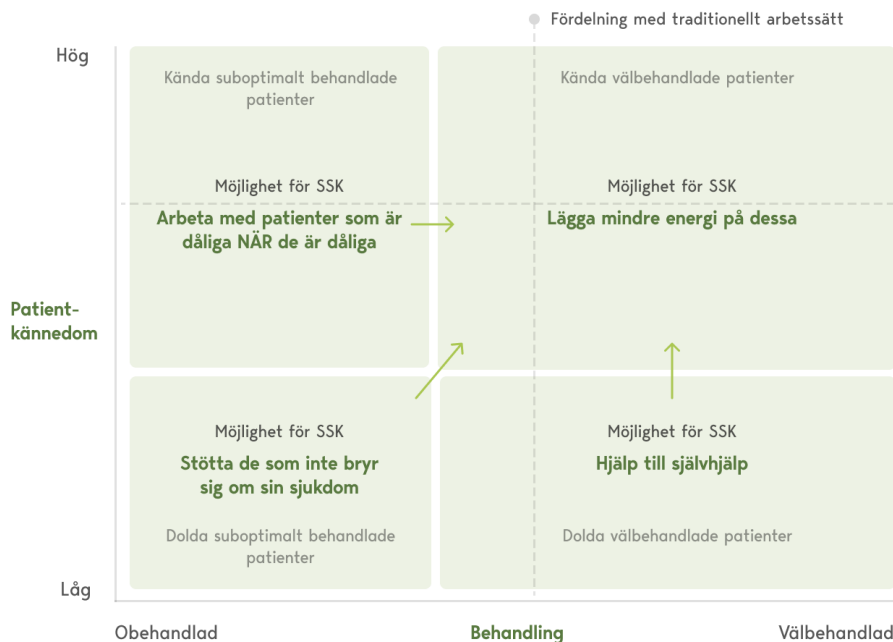 Fördelning med traditionellt arbetssätt
Hög
Kända suboptimalt behandlade
patienter
Kända välbehandlade patienter
Möjlighet för SSK
Arbeta med patienter som är
dåliga NÄR de är dåliga
Möjlighet för SSK
Lägga mindre energi på dessa
Patient-
kännedom
Möjlighet för SSK
Stötta de som inte bryr
sig om sin sjukdom
Möjlighet för SSK
Hjälp till självhjälp
Dolda suboptimalt behandlade
patienter
Dolda välbehandlade patienter
Låg
Obehandlad
Behandling
Välbehandlad